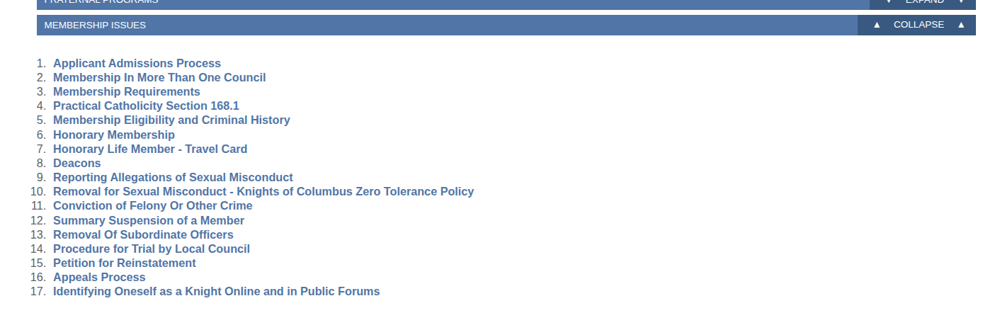 FRATERNAL PROGRAMS ▼ EXPAND ▼
MEMBERSHIP ISSUES ▲ COLLAPSE ▲
1. Applicant Admissions Process
2. Membership In More Than One Council
3. Membership Requirements
4. Practical Catholicity Section 168.1
5. Membership Eligibility and Criminal History
6. Honorary Membership
7. Honorary Life Member - Travel Card
8. Deacons
9. Reporting Allegations of Sexual Misconduct
10. Removal for Sexual Misconduct - Knights of Columbus Zero Tolerance Policy
11. Conviction of Felony Or Other Crime
12. Summary Suspension of a Member
13. Removal Of Subordinate Officers
14. Procedure for Trial by Local Council
15. Petition for Reinstatement
16. Appeals Process
17. Identifying Oneself as a Knight Online and in Public Forums